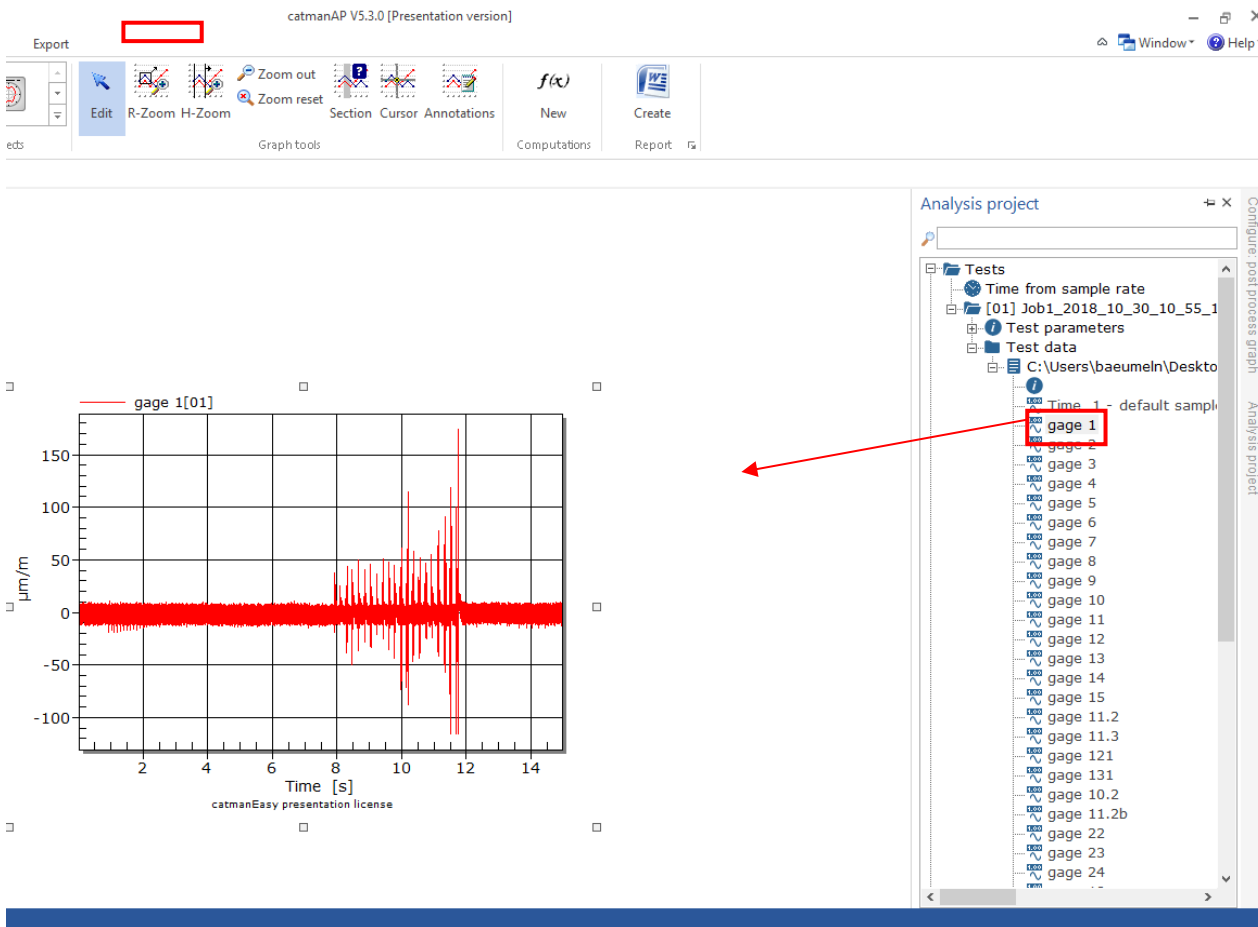 catmanAP V5.3.0 [Presentation version]
Export
Window
Help
Edit
R-Zoom
H-Zoom
Zoom out
Zoom reset
Section
Cursor
Annotations
f(x)
New
W
Create
ects
Graph tools
Computations
Report
Analysis project
Tests
Time from sample rate
[01] Job1_2018_10_30_10_55_1
Test parameters
Test data
C:\Users\baeumeln\Deskto
Time 1 - default sampl
gage 1
gage 2
gage 3
gage 4
gage 5
gage 6
gage 7
gage 8
gage 9
gage 10
gage 11
gage 12
gage 13
gage 14
gage 15
gage 11.2
gage 11.3
gage 121
gage 131
gage 10.2
gage 11.2b
gage 22
gage 23
gage 24
Configure: post process graph
Analysis project
gage 1[01]
150
100
50
0
-50
-100
µm/m
2 4 6 8 10 12 14
Time [s]
catmanEasy presentation license